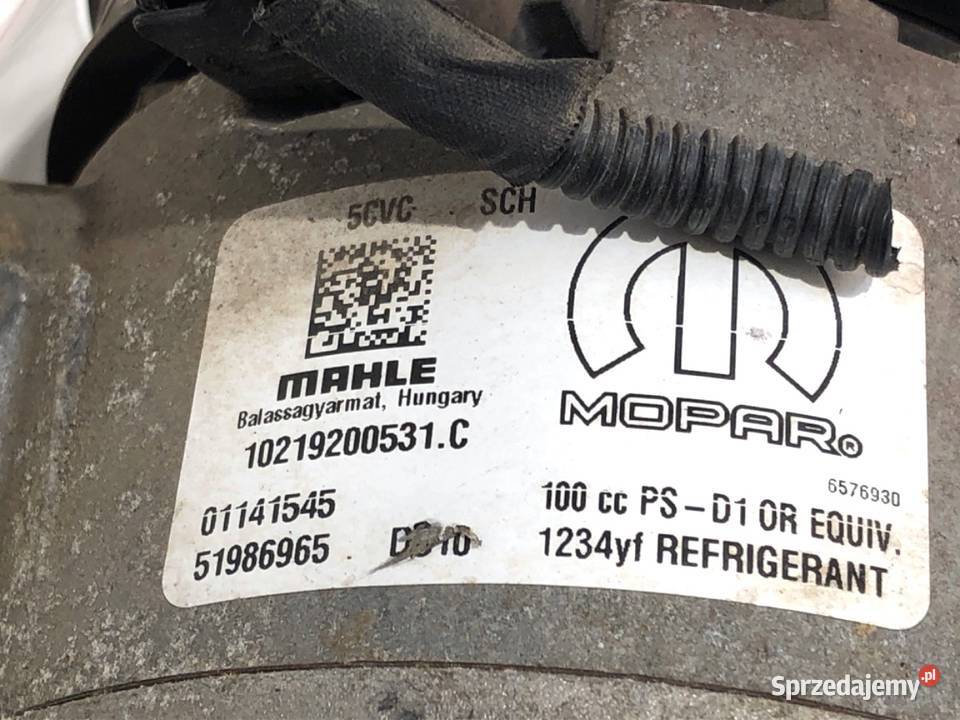 5CVC SCH
MAHLE
Balassagyarmat, Hungary
10219200531.C
01141545
51986965
MOPAR®
657693D
100 cc PS-D1 OR EQUIV.
1234yf REFRIGERANT
Sprzedajemy.pl